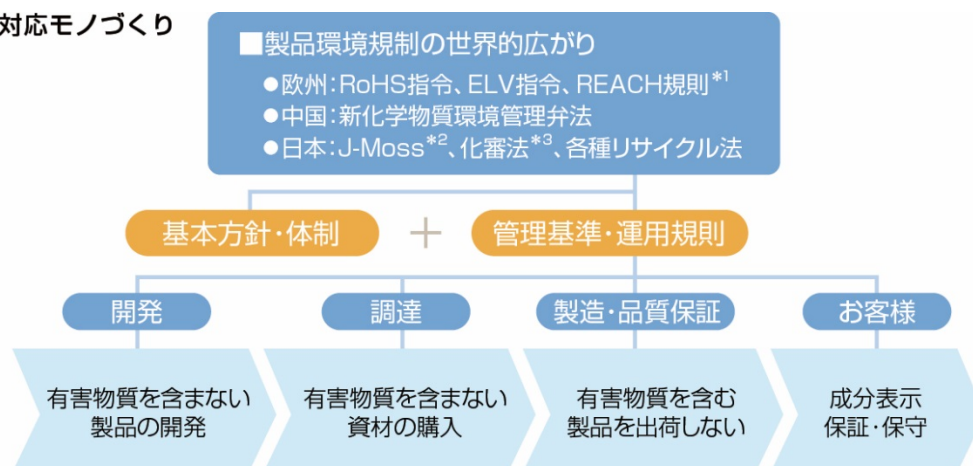 対応モノづくり
■製品環境規制の世界的広がり
●欧州：RoHS指令、ELV指令、REACH規則*1
●中国：新化学物質環境管理弁法
●日本：J-Moss*2、化審法*3、各種リサイクル法
基本方針・体制 + 管理基準・運用規則
開発 調達 製造・品質保証 お客様
有害物質を含まない
製品の開発
有害物質を含まない
資材の購入
有害物質を含む
製品を出荷しない
成分表示
保証・保守